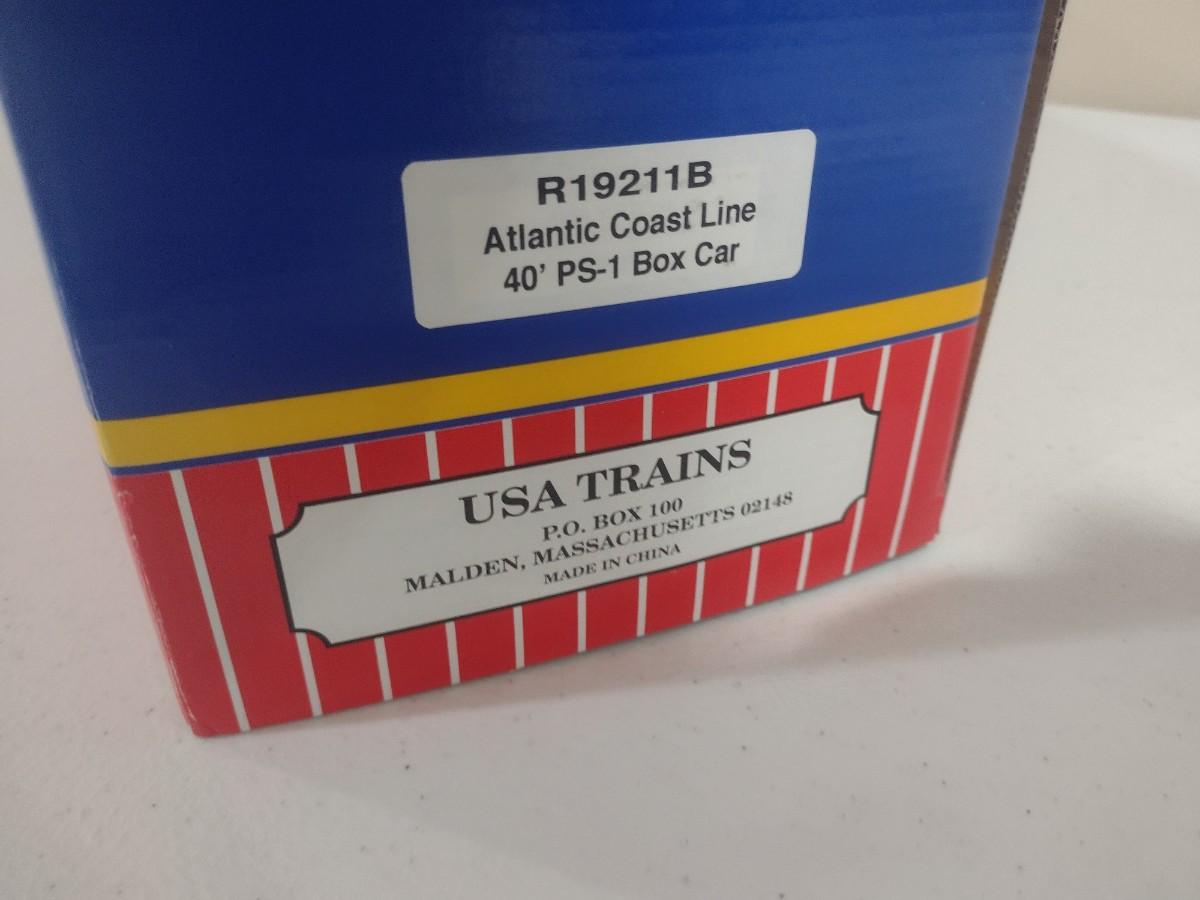 R19211B
Atlantic Coast Line
40' PS-1 Box Car
USA TRAINS
P.O. BOX 100
MALDEN, MASSACHUSETTS 02148
MADE IN CHINA